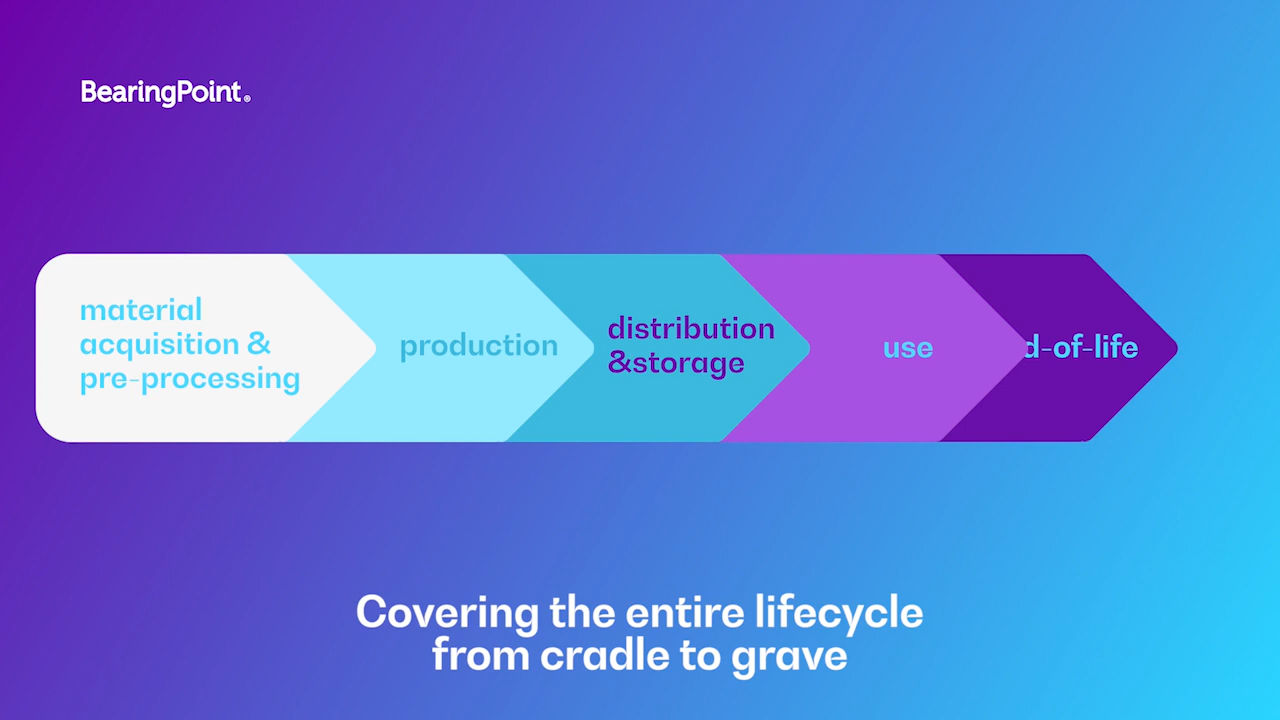 BearingPoint®
material
acquisition &
pre-processing
production
distribution
&storage
use
d-of-life
Covering the entire lifecycle
from cradle to grave